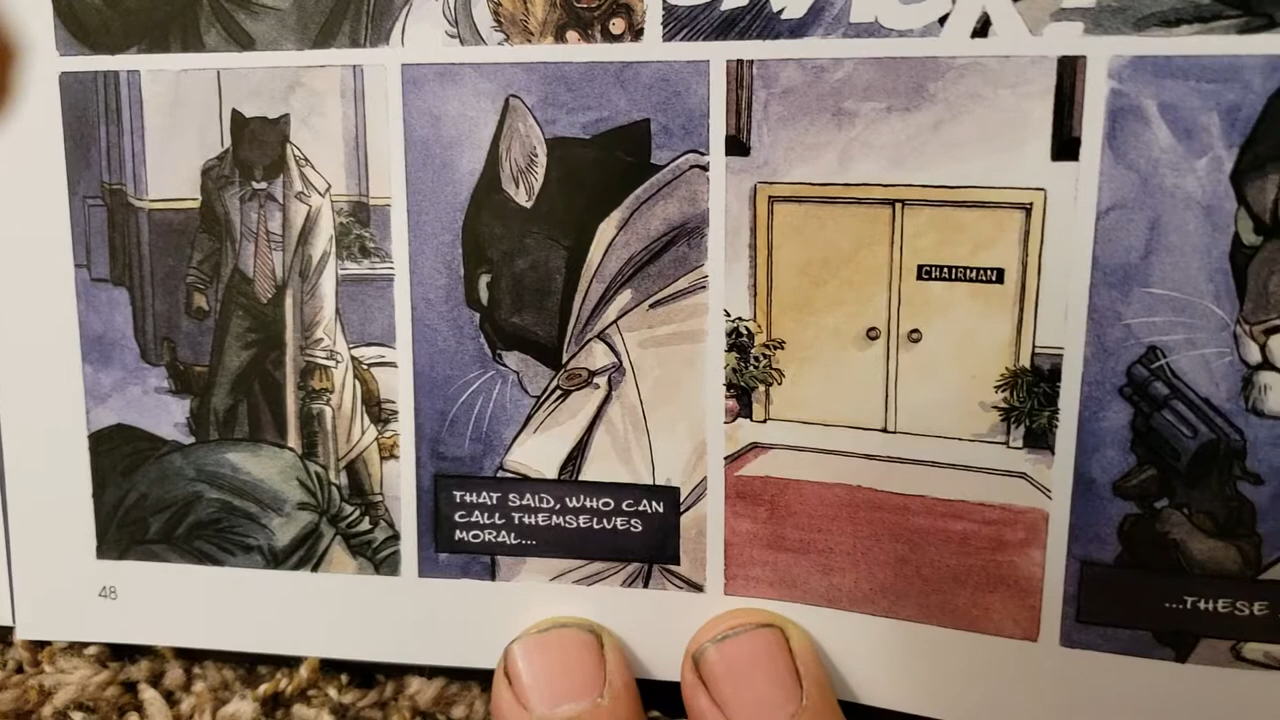 CHAIRMAN
THAT SAID, WHO CAN
CALL THEMSELVES
MORAL...
...THESE
48